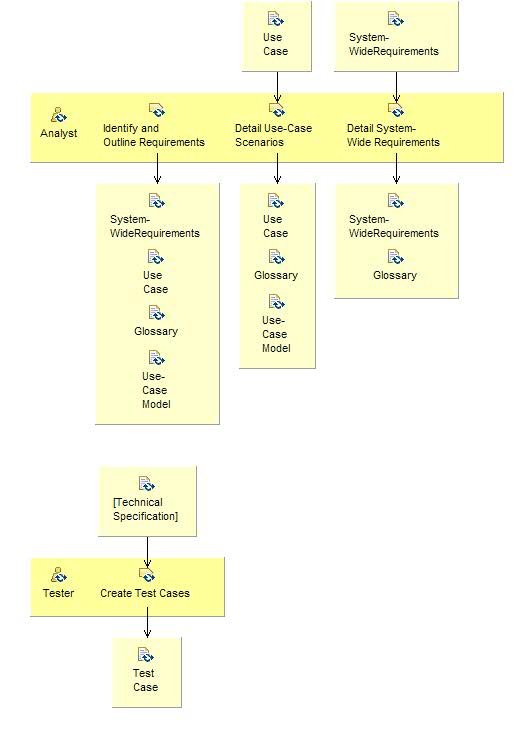 Use
Case
System-
WideRequirements
Analyst
Identify and
Outline Requirements
Detail Use-Case
Scenarios
Detail System-
Wide Requirements
System-
WideRequirements
Use
Case
Glossary
Use-
Case
Model
Use
Case
Glossary
Use-
Case
Model
System-
WideRequirements
Glossary
[Technical
Specification]
Tester
Create Test Cases
Test
Case